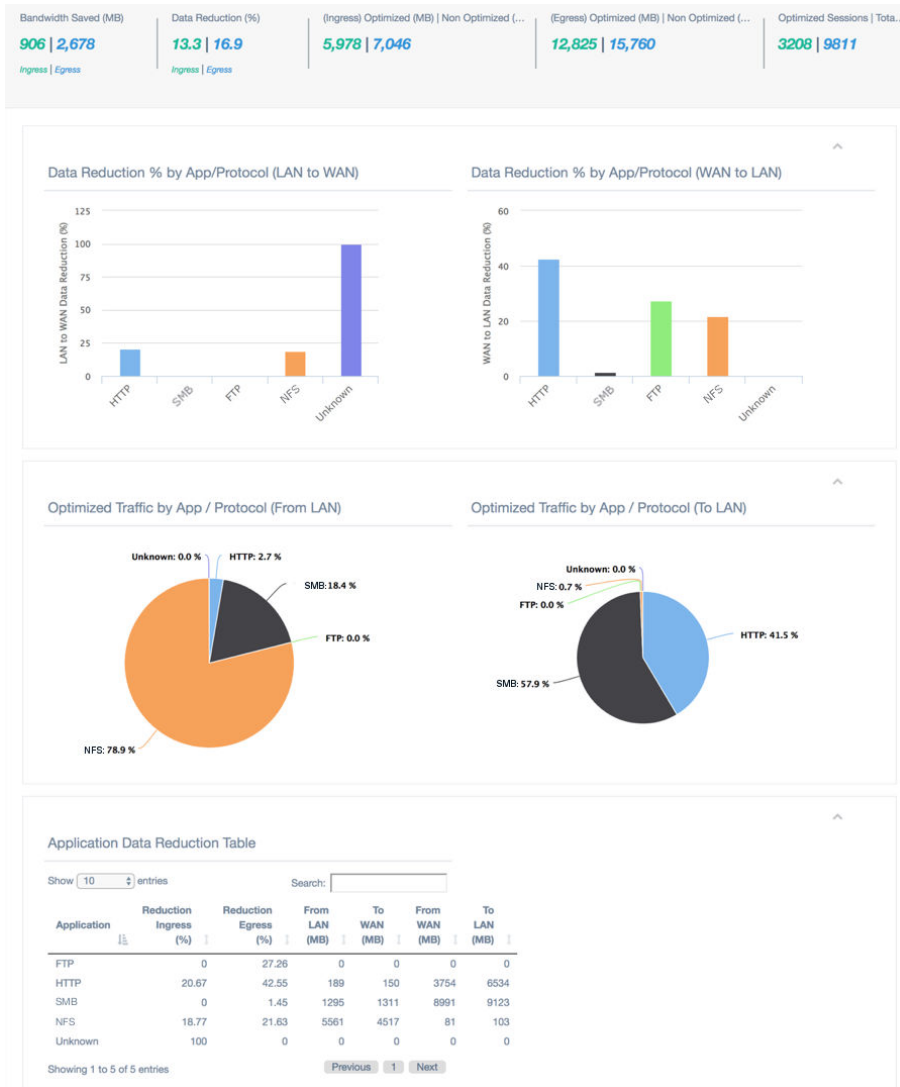 Bandwidth Saved (MB)
906 | 2,678
Ingress | Egress
Data Reduction (%)
13.3 | 16.9
Ingress | Egress
(Ingress) Optimized (MB) | Non Optimized (...
5,978 | 7,046
(Egress) Optimized (MB) | Non Optimized (...
12,825 | 15,760
Optimized Sessions | Tota..
3208 | 9811
Data Reduction % by App/Protocol (LAN to WAN)
LAN to WAN Data Reduction (%)
125
100
75
50
25
0
HTTP
SMB
FTP
NFS
Unknown
Data Reduction % by App/Protocol (WAN to LAN)
WAN to LAN Data Reduction (%)
60
40
20
0
HTTP
SMB
FTP
NFS
Unknown
Optimized Traffic by App / Protocol (From LAN)
Unknown: 0.0 %
HTTP: 2.7 %
SMB: 18.4 %
FTP: 0.0 %
NFS: 78.9 %
Optimized Traffic by App / Protocol (To LAN)
Unknown: 0.0 %
NFS: 0.7 %
FTP: 0.0 %
HTTP: 41.5 %
SMB: 57.9 %
Application Data Reduction Table
Show 10 entries Search:
Application Reduction Ingress (%) Reduction Egress (%) From LAN (MB) To WAN (MB) From WAN (MB) To LAN (MB)
FTP 0 27.26 0 0 0 0
HTTP 20.67 42.55 189 150 3754 6534
SMB 0 1.45 1295 1311 8991 9123
NFS 18.77 21.63 5561 4517 81 103
Unknown 100 0 0 0 0 0
Showing 1 to 5 of 5 entries Previous 1 Next